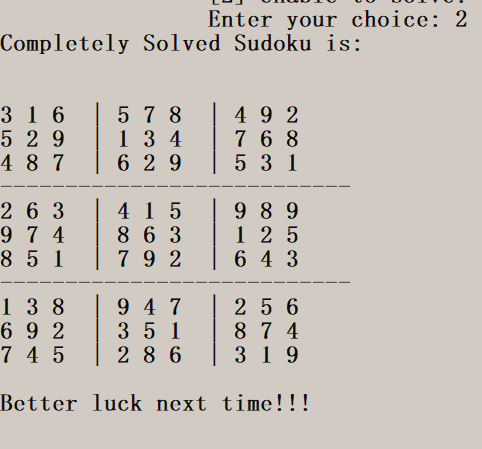 [2] Unable to solve.
Enter your choice: 2
Completely Solved Sudoku is:
3 1 6 | 5 7 8 | 4 9 2
5 2 9 | 1 3 4 | 7 6 8
4 8 7 | 6 2 9 | 5 3 1
---------------------------
2 6 3 | 4 1 5 | 9 8 9
9 7 4 | 8 6 3 | 1 2 5
8 5 1 | 7 9 2 | 6 4 3
---------------------------
1 3 8 | 9 4 7 | 2 5 6
6 9 2 | 3 5 1 | 8 7 4
7 4 5 | 2 8 6 | 3 1 9
Better luck next time!!!